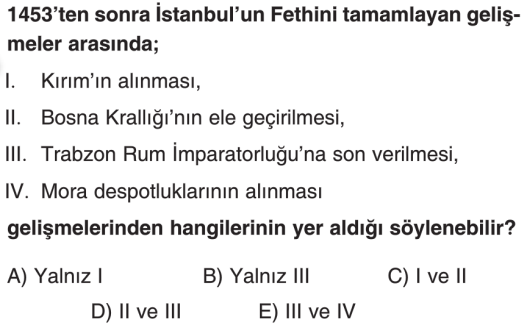 1453’ten sonra İstanbul’un Fethini tamamlayan geliş-
meler arasında;
I. Kırım’ın alınması,
II. Bosna Krallığı’nın ele geçirilmesi,
III. Trabzon Rum İmparatorluğu’na son verilmesi,
IV. Mora despotluklarının alınması
gelişmelerinden hangilerinin yer aldığı söylenebilir?
A) Yalnız I B) Yalnız III C) I ve II
D) II ve III E) III ve IV